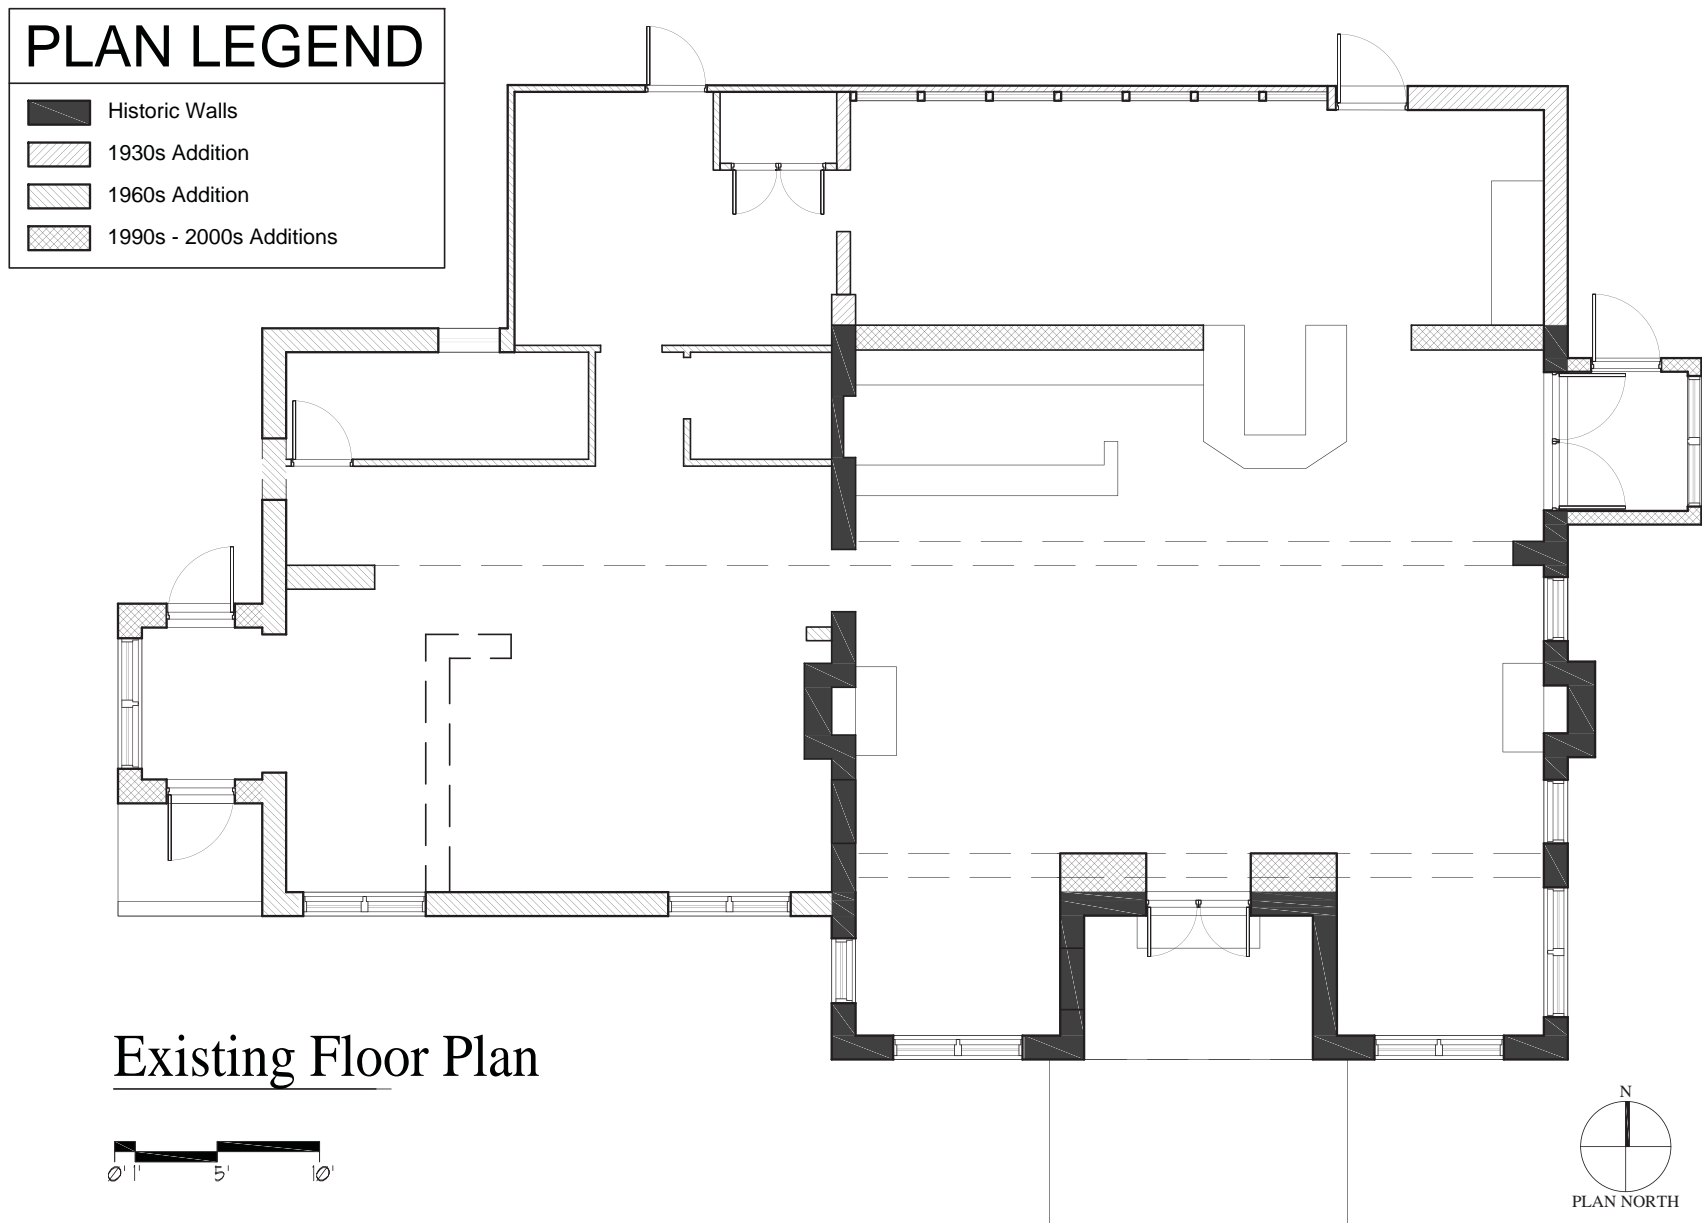 PLAN LEGEND
Historic Walls
1930s Addition
1960s Addition
1990s - 2000s Additions
Existing Floor Plan
0' 1' 5' 10'
N
PLAN NORTH